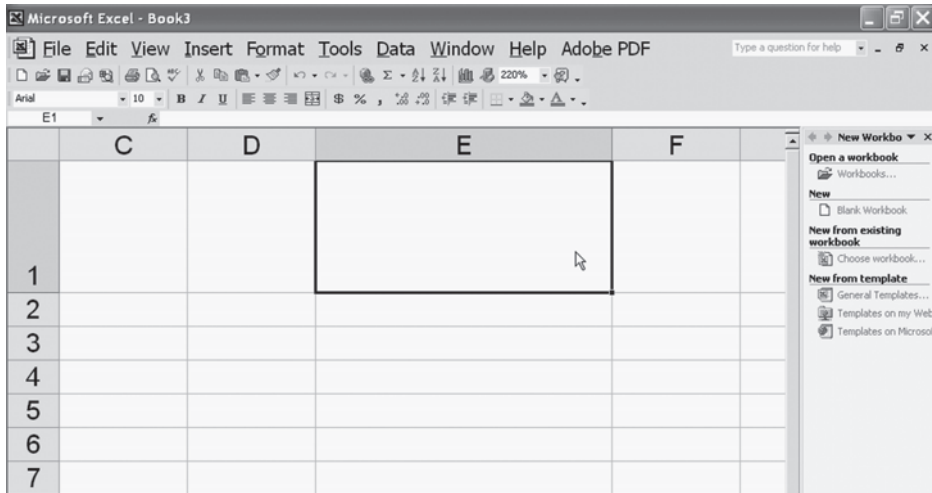 Microsoft Excel - Book3
File Edit View Insert Format Tools Data Window Help Adobe PDF
Type a question for help
220%
Arial 10 B I U $ % , A
E1 fx
C D E F
1
2
3
4
5
6
7
New Workbo
Open a workbook
Workbooks...
New
Blank Workbook
New from existing
workbook
Choose workbook...
New from template
General Templates...
Templates on my Web
Templates on Microso